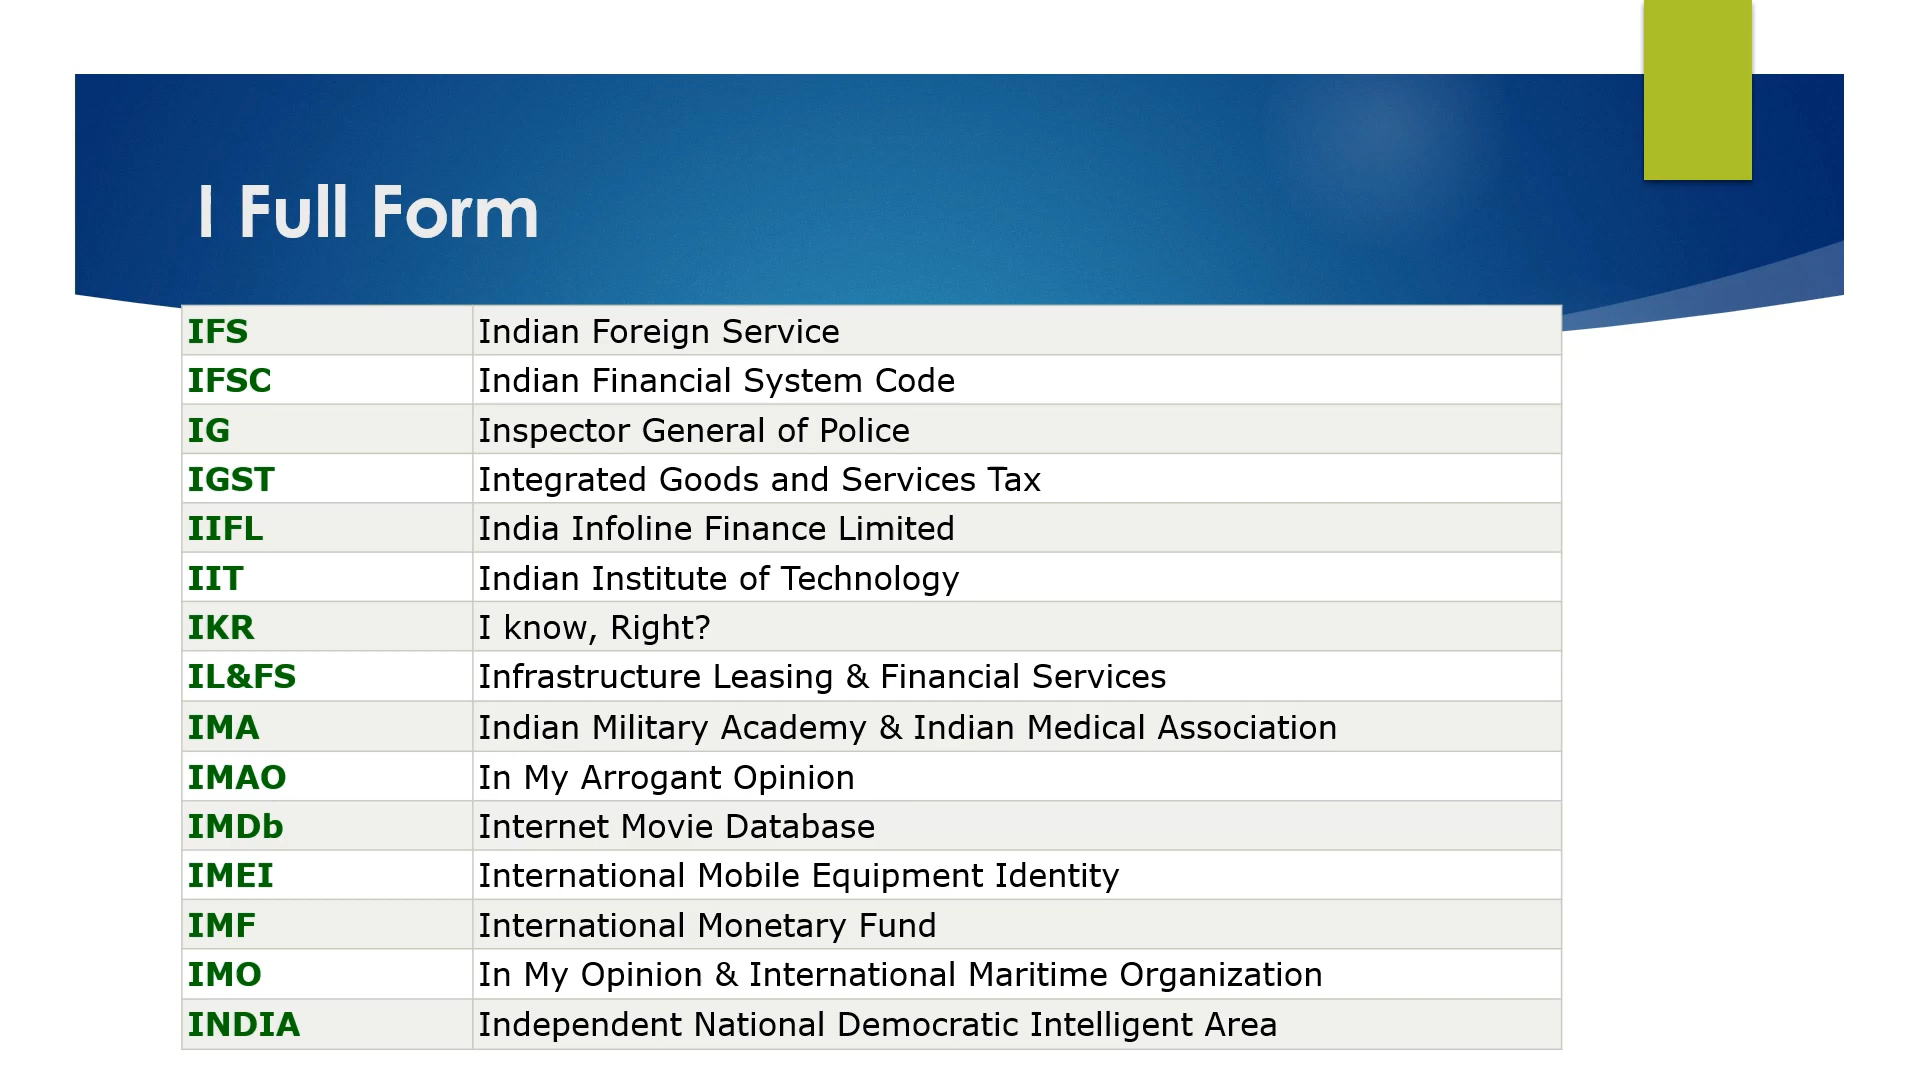 I Full Form
IFS Indian Foreign Service
IFSC Indian Financial System Code
IG Inspector General of Police
IGST Integrated Goods and Services Tax
IIFL India Infoline Finance Limited
IIT Indian Institute of Technology
IKR I know, Right?
IL&FS Infrastructure Leasing & Financial Services
IMA Indian Military Academy & Indian Medical Association
IMAO In My Arrogant Opinion
IMDb Internet Movie Database
IMEI International Mobile Equipment Identity
IMF International Monetary Fund
IMO In My Opinion & International Maritime Organization
INDIA Independent National Democratic Intelligent Area